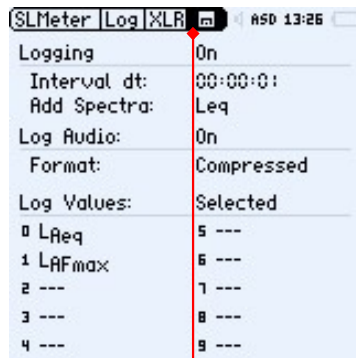 SLMeter Log XLR ASD 13:26
Logging On
Interval dt: 00:00:01
Add Spectra: Leq
Log Audio: On
Format: Compressed
Log Values: Selected
0 LAeq 5 ---
1 LAFmax 6 ---
2 --- 7 ---
3 --- 8 ---
4 --- 9 ---